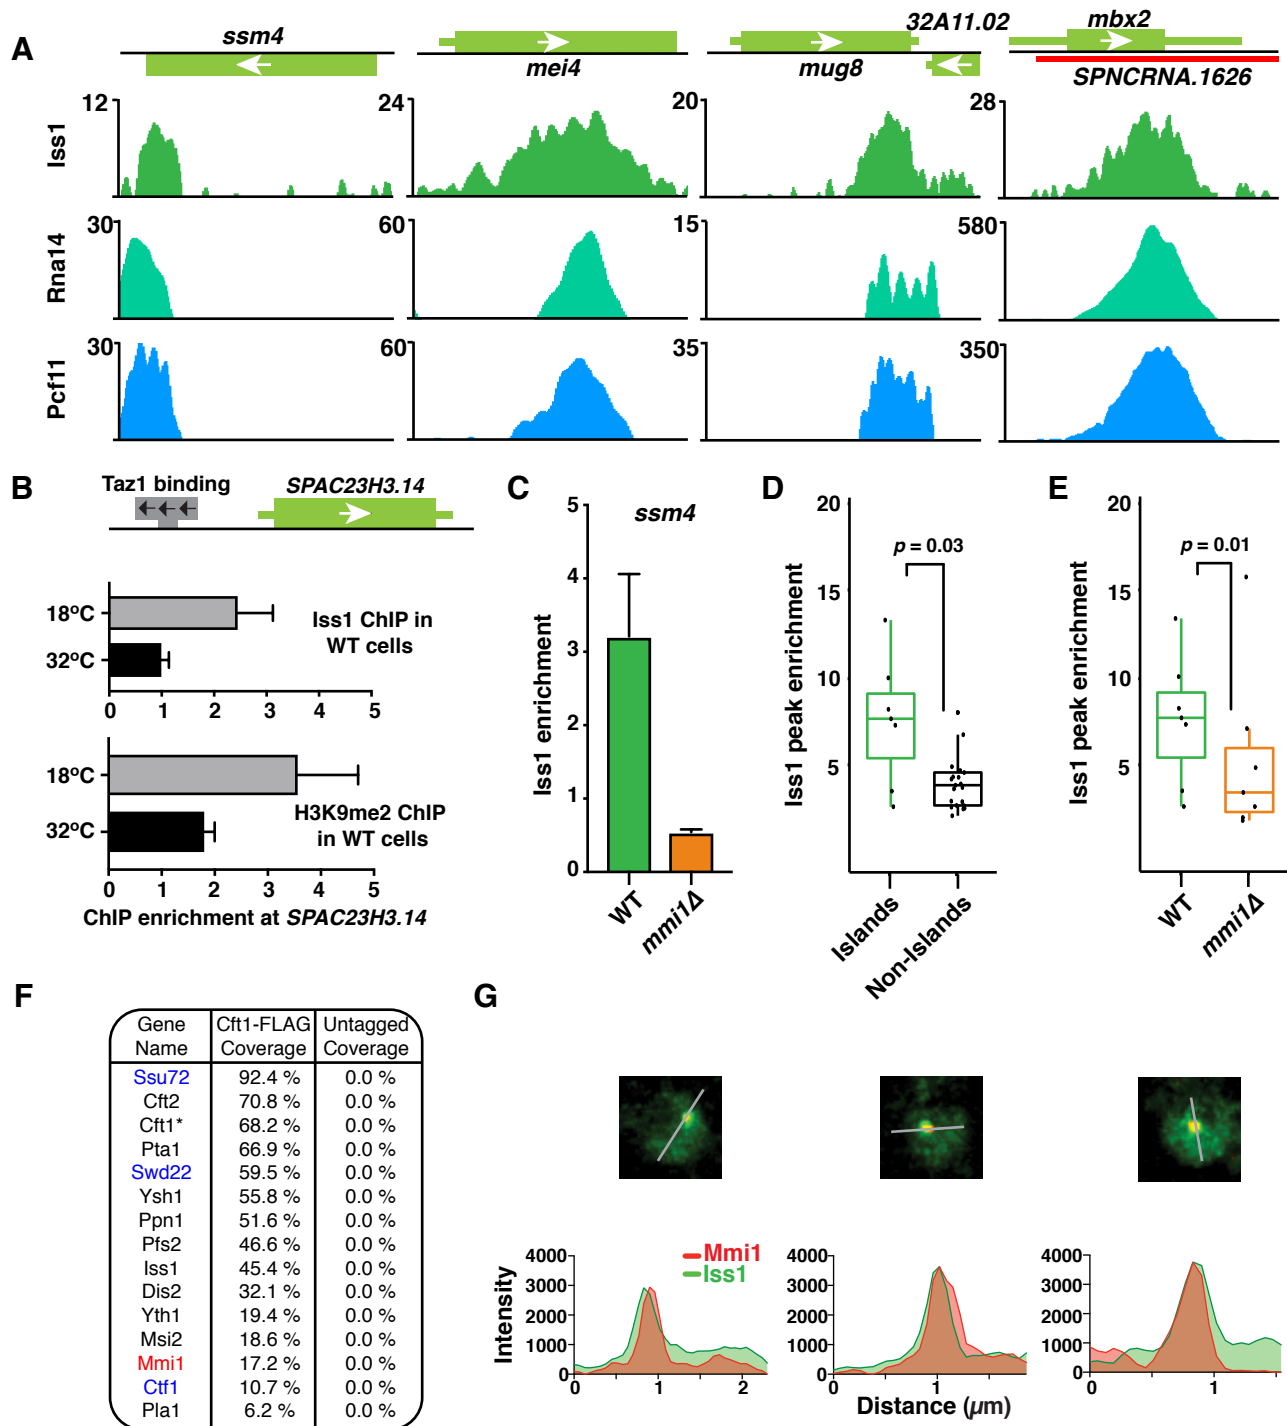 A
ssm4
mei4
mug8
32A11.02
mbx2
SPNCRNA.1626
Iss1
12
24
20
28
Rna14
30
60
15
580
Pcf11
30
60
35
350
B
Taz1 binding
SPAC23H3.14
18ºC
32ºC
Iss1 ChIP in
WT cells
0 1 2 3 4 5
18ºC
32ºC
H3K9me2 ChIP
in WT cells
0 1 2 3 4 5
ChIP enrichment at SPAC23H3.14
C
ssm4
Iss1 enrichment
5
4
3
2
1
0
WT
mmi1Δ
D
Iss1 peak enrichment
20
15
10
5
p = 0.03
Islands
Non-Islands
E
Iss1 peak enrichment
20
15
10
5
p = 0.01
WT
mmi1Δ
F
Gene Name Cft1-FLAG Coverage Untagged Coverage
Ssu72 92.4 % 0.0 %
Cft2 70.8 % 0.0 %
Cft1* 68.2 % 0.0 %
Pta1 66.9 % 0.0 %
Swd22 59.5 % 0.0 %
Ysh1 55.8 % 0.0 %
Ppn1 51.6 % 0.0 %
Pfs2 46.6 % 0.0 %
Iss1 45.4 % 0.0 %
Dis2 32.1 % 0.0 %
Yth1 19.4 % 0.0 %
Msi2 18.6 % 0.0 %
Mmi1 17.2 % 0.0 %
Ctf1 10.7 % 0.0 %
Pla1 6.2 % 0.0 %
G
Mmi1
Iss1
Intensity
4000
3000
2000
1000
0
0 1 2
4000
3000
2000
1000
0
0 1
4000
3000
2000
1000
0
0 1
Distance (µm)